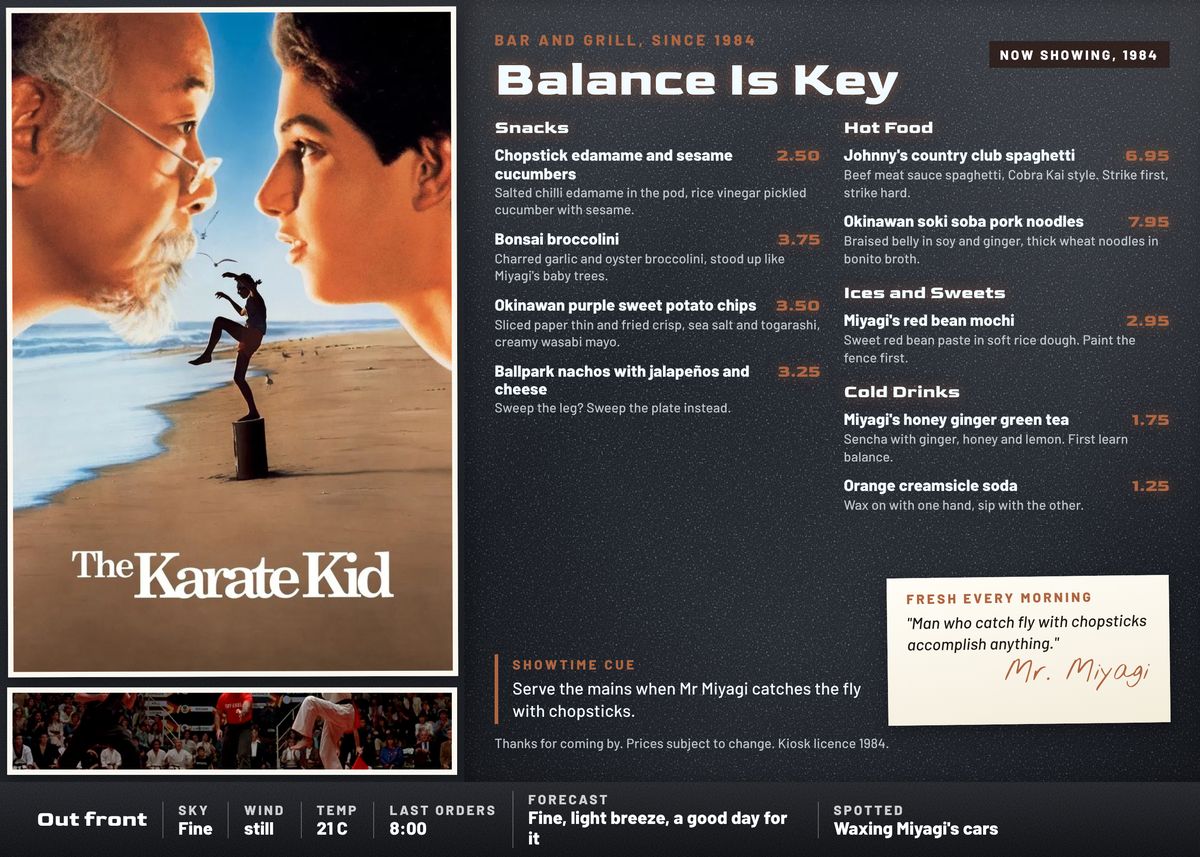 The Karate Kid
BAR AND GRILL, SINCE 1984
Balance Is Key
NOW SHOWING, 1984
Snacks
Chopstick edamame and sesame 2.50
cucumbers
Salted chilli edamame in the pod, rice vinegar pickled
cucumber with sesame.
Bonsai broccolini 3.75
Charred garlic and oyster broccolini, stood up like
Miyagi's baby trees.
Okinawan purple sweet potato chips 3.50
Sliced paper thin and fried crisp, sea salt and togarashi,
creamy wasabi mayo.
Ballpark nachos with jalapeños and 3.25
cheese
Sweep the leg? Sweep the plate instead.
Hot Food
Johnny's country club spaghetti 6.95
Beef meat sauce spaghetti, Cobra Kai style. Strike first,
strike hard.
Okinawan soki soba pork noodles 7.95
Braised belly in soy and ginger, thick wheat noodles in
bonito broth.
Ices and Sweets
Miyagi's red bean mochi 2.95
Sweet red bean paste in soft rice dough. Paint the
fence first.
Cold Drinks
Miyagi's honey ginger green tea 1.75
Sencha with ginger, honey and lemon. First learn
balance.
Orange creamsicle soda 1.25
Wax on with one hand, sip with the other.
SHOWTIME CUE
Serve the mains when Mr Miyagi catches the fly
with chopsticks.
FRESH EVERY MORNING
"Man who catch fly with chopsticks
accomplish anything."
Mr. Miyagi
Thanks for coming by. Prices subject to change. Kiosk licence 1984.
Out front
SKY
Fine
WIND
still
TEMP
21 C
LAST ORDERS
8:00
FORECAST
Fine, light breeze, a good day for
it
SPOTTED
Waxing Miyagi's cars